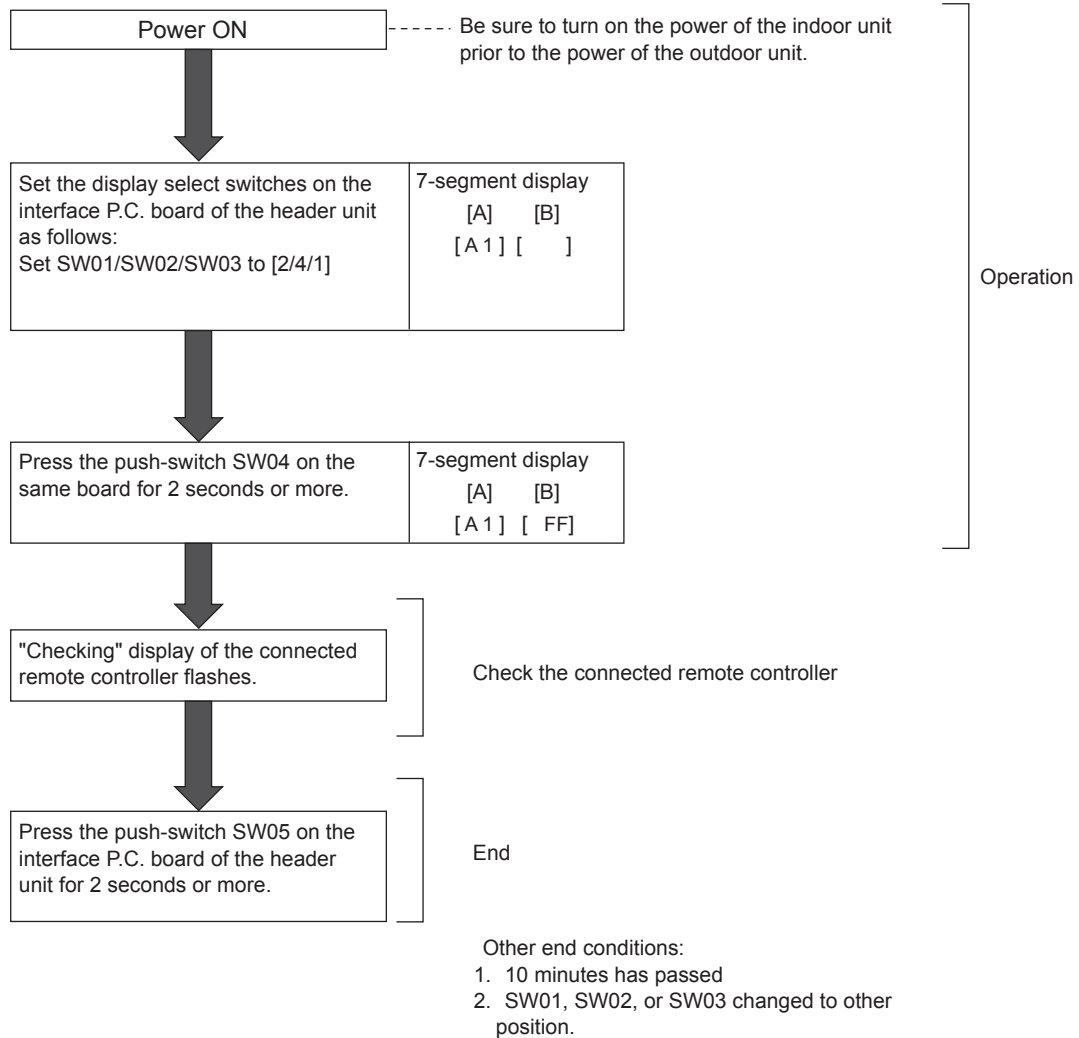 Power ON
Be sure to turn on the power of the indoor unit
prior to the power of the outdoor unit.
Set the display select switches on the
interface P.C. board of the header unit
as follows:
Set SW01/SW02/SW03 to [2/4/1]
7-segment display
[A] [B]
[ A 1 ] [ ]
Operation
Press the push-switch SW04 on the
same board for 2 seconds or more.
7-segment display
[A] [B]
[ A 1 ] [ FF]
"Checking" display of the connected
remote controller flashes.
Check the connected remote controller
Press the push-switch SW05 on the
interface P.C. board of the header
unit for 2 seconds or more.
End
Other end conditions:
1. 10 minutes has passed
2. SW01, SW02, or SW03 changed to other
position.